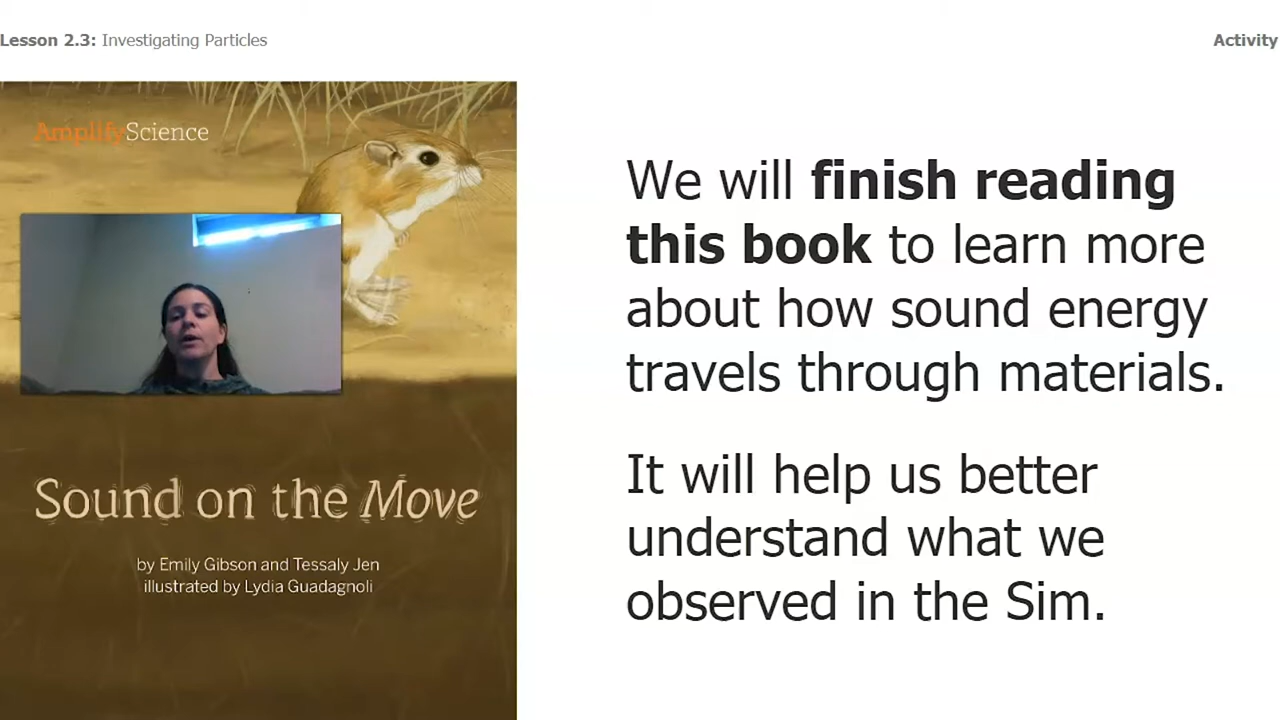 Lesson 2.3: Investigating Particles
Activity
AmplifyScience
Sound on the Move
by Emily Gibson and Tessaly Jen
illustrated by Lydia Guadagnoli
We will finish reading
this book to learn more
about how sound energy
travels through materials.
It will help us better
understand what we
observed in the Sim.